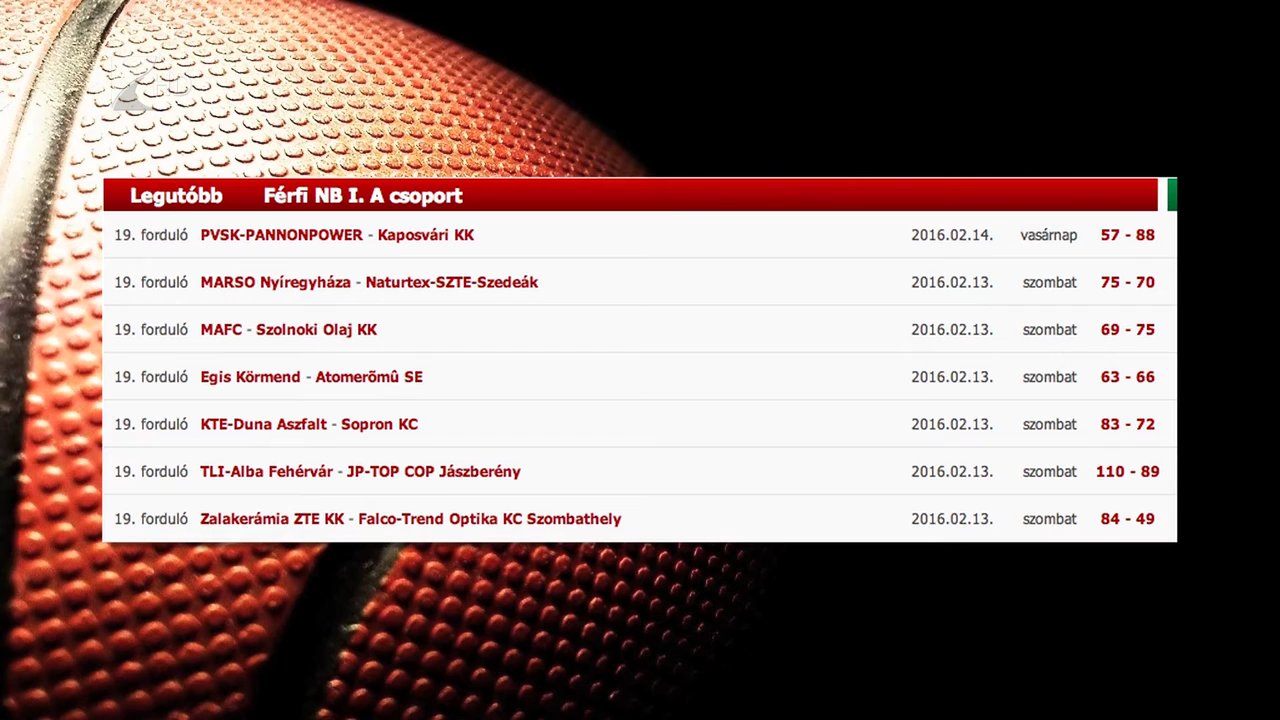 HD
Legutóbb Férfi NB I. A csoport
19. forduló PVSK-PANNONPOWER - Kaposvári KK 2016.02.14. vasárnap 57 - 88
19. forduló MARSO Nyíregyháza - Naturtex-SZTE-Szedeák 2016.02.13. szombat 75 - 70
19. forduló MAFC - Szolnoki Olaj KK 2016.02.13. szombat 69 - 75
19. forduló Egis Körmend - Atomerõmû SE 2016.02.13. szombat 63 - 66
19. forduló KTE-Duna Aszfalt - Sopron KC 2016.02.13. szombat 83 - 72
19. forduló TLI-Alba Fehérvár - JP-TOP COP Jászberény 2016.02.13. szombat 110 - 89
19. forduló Zalakerámia ZTE KK - Falco-Trend Optika KC Szombathely 2016.02.13. szombat 84 - 49